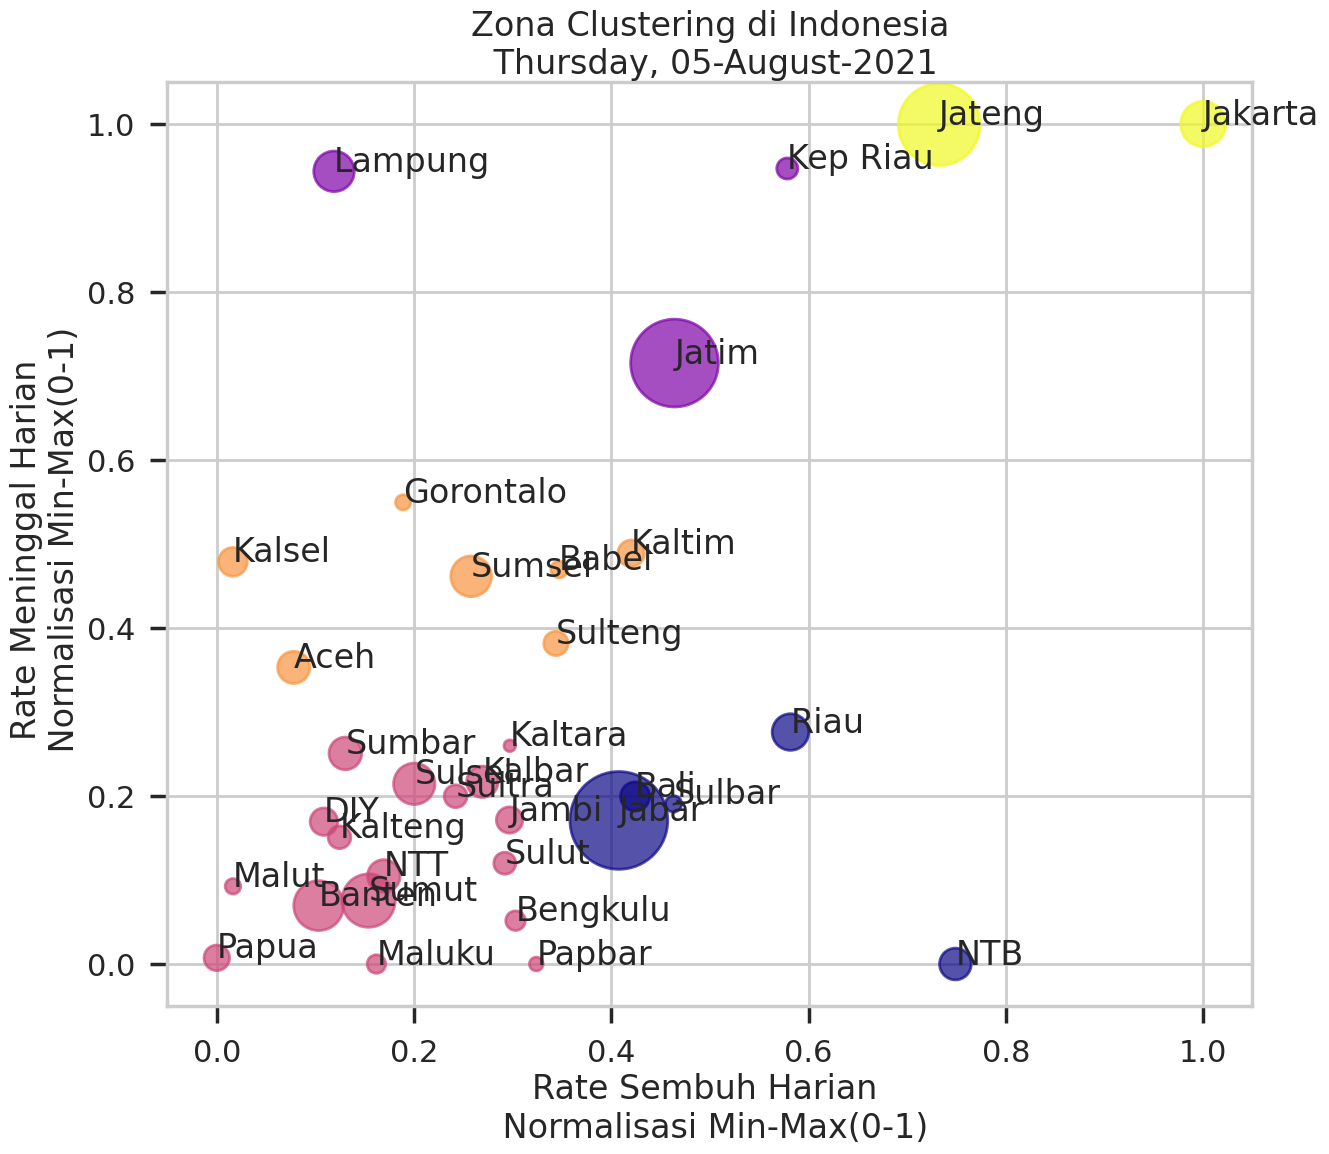 Zona Clustering di Indonesia
Thursday, 05-August-2021
Rate Meninggal Harian
Normalisasi Min-Max(0-1)
1.0
0.8
0.6
0.4
0.2
0.0
Jateng
Jakarta
Lampung
Kep Riau
Jatim
Gorontalo
Kalsel
Kaltim
Babel
Sumsel
Sulteng
Aceh
Riau
Kaltara
Sumbar
Kalbar
Sulsel
Sultra
Bali
Sulbar
DIY
Jambi
Jabar
Kalteng
Sulut
NTT
Malut
Sumut
Banten
Bengkulu
Papua
Maluku
Papbar
NTB
0.0 0.2 0.4 0.6 0.8 1.0
Rate Sembuh Harian
Normalisasi Min-Max(0-1)